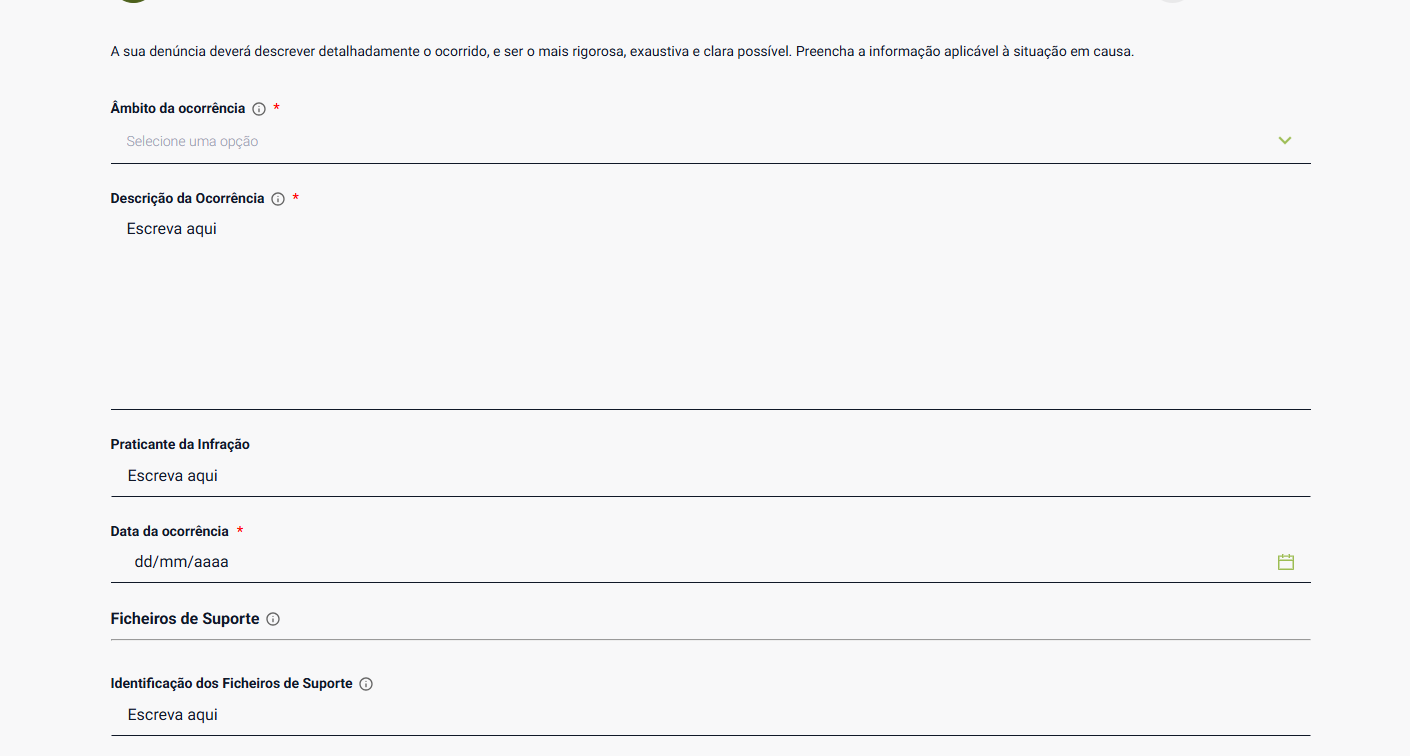 A sua denúncia deverá descrever detalhadamente o ocorrido, e ser o mais rigorosa, exaustiva e clara possível. Preencha a informação aplicável à situação em causa.
Âmbito da ocorrência *
Selecione uma opção
Descrição da Ocorrência *
Escreva aqui
Praticante da Infração
Escreva aqui
Data da ocorrência *
dd/mm/aaaa
Ficheiros de Suporte
Identificação dos Ficheiros de Suporte
Escreva aqui